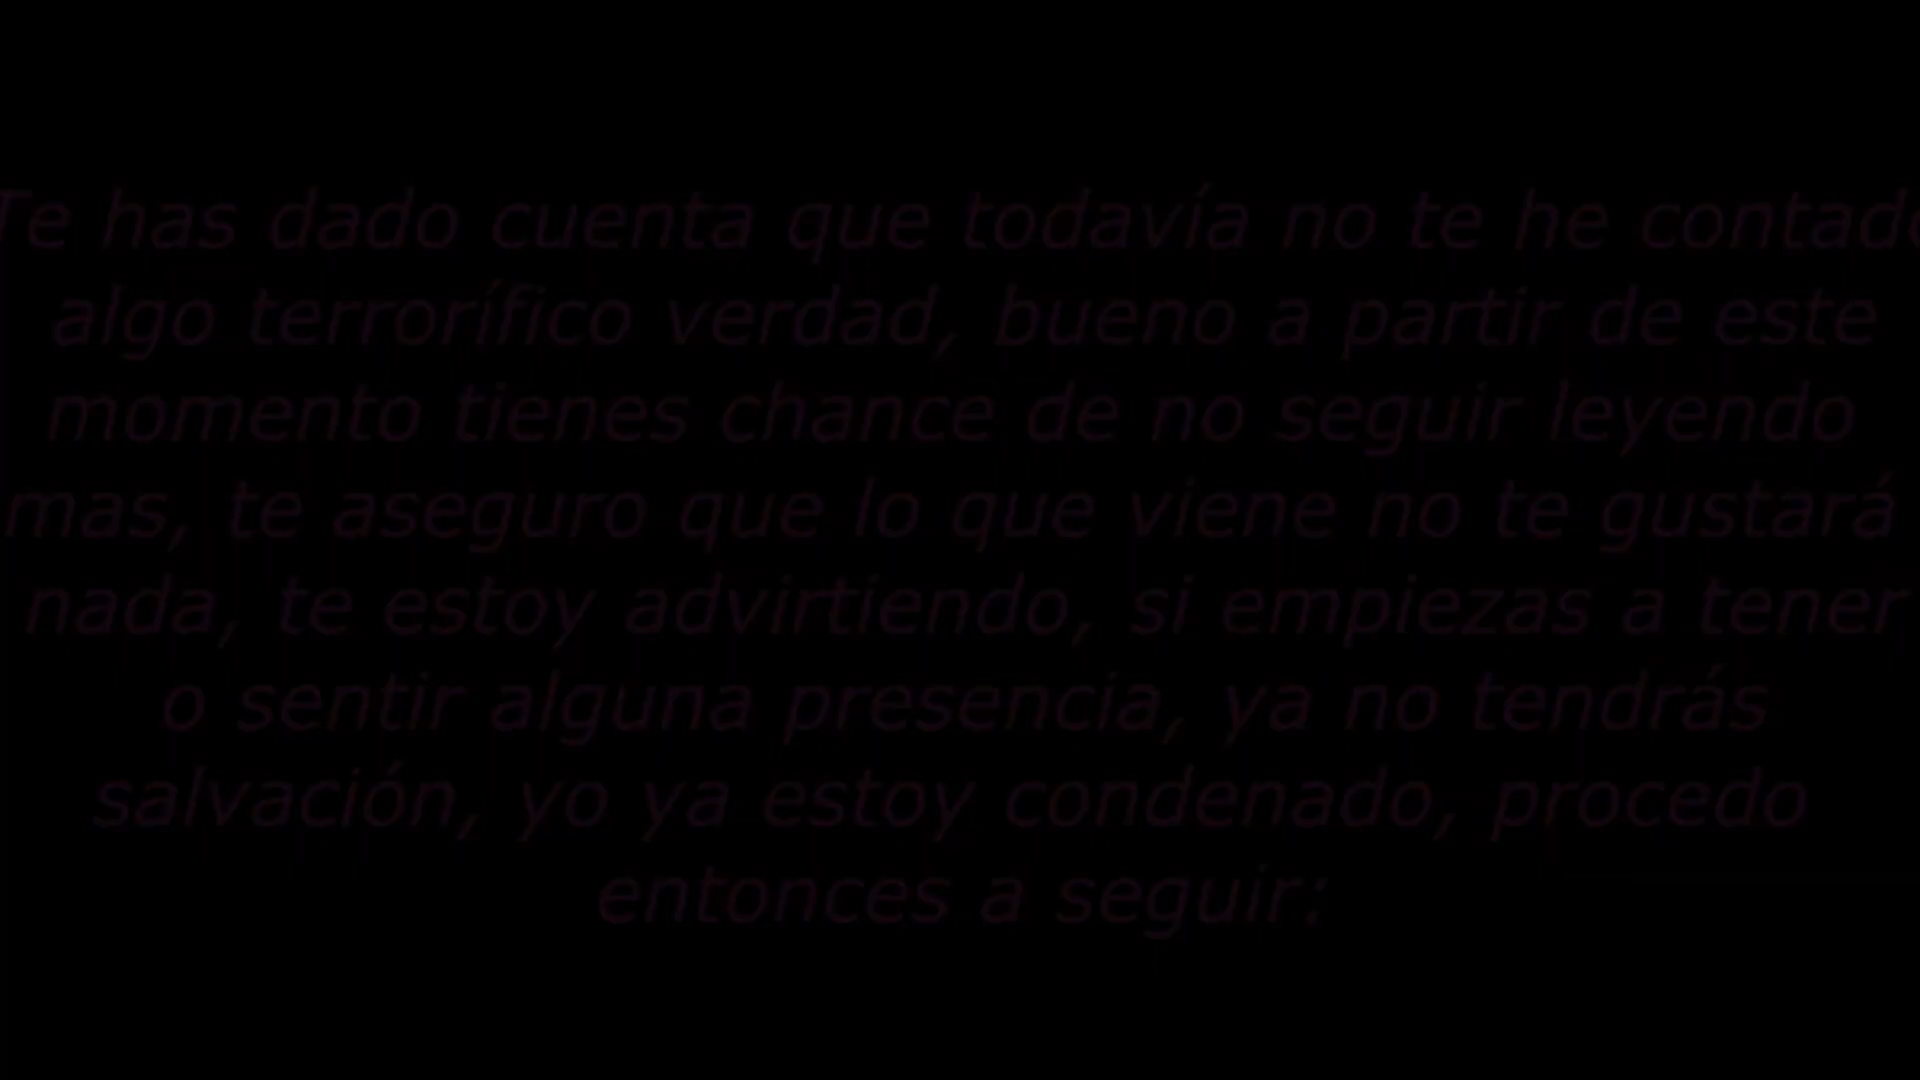 Te has dado cuenta que todavía no te he contado
algo terrorífico verdad, bueno a partir de este
momento tienes chance de no seguir leyendo
mas, te aseguro que lo que viene no te gustará
nada, te estoy advirtiendo, si empiezas a tener
o sentir alguna presencia, ya no tendrás
salvación, yo ya estoy condenado, procedo
entonces a seguir: